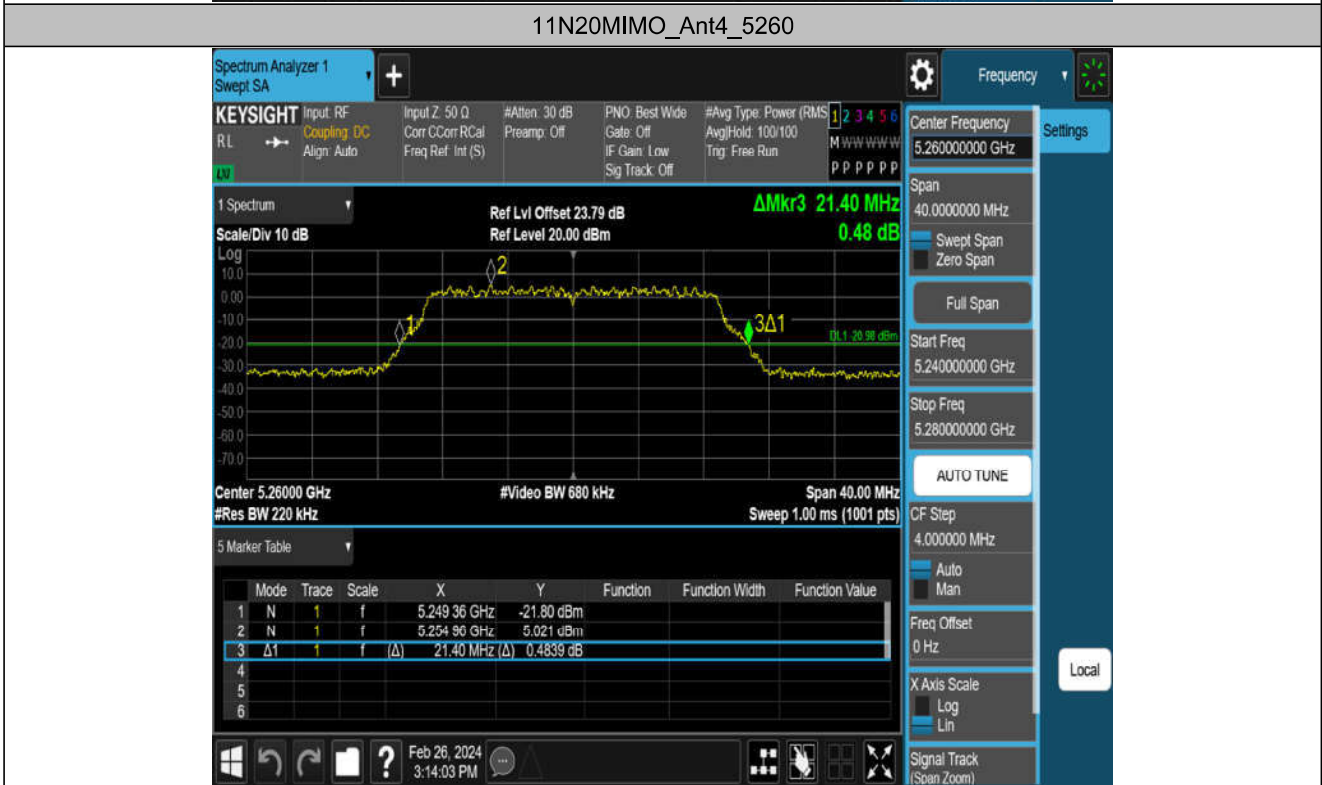 11N20MIMO_Ant4_5260
Spectrum Analyzer 1
Swept SA
+
Frequency
KEYSIGHT
RL
Input: RF
Coupling: DC
Align: Auto
Input Z: 50 Ω
Corr CCorr RCal
Freq Ref: Int (S)
#Atten: 30 dB
Preamp: Off
PNO: Best Wide
Gate: Off
IF Gain: Low
Sig Track: Off
#Avg Type: Power (RMS
Avg|Hold: 100/100
Trig: Free Run
1 2 3 4 5 6
M W W W W W
P P P P P P
1 Spectrum
Scale/Div 10 dB
Ref Lvl Offset 23.79 dB
Ref Level 20.00 dBm
ΔMkr3 21.40 MHz
0.48 dB
Log
10.0
0.00
-10.0
-20.0
-30.0
-40.0
-50.0
-60.0
-70.0
2
1
3Δ1
DL1 -20.98 dBm
Center 5.26000 GHz
#Video BW 680 kHz
Span 40.00 MHz
#Res BW 220 kHz
Sweep 1.00 ms (1001 pts)
5 Marker Table
Mode Trace Scale X Y Function Function Width Function Value
1 N 1 f 5.249 36 GHz -21.80 dBm
2 N 1 f 5.254 96 GHz 5.021 dBm
3 Δ1 1 f (Δ) 21.40 MHz (Δ) 0.4839 dB
4
5
6
?
Feb 26, 2024
3:14:03 PM
Center Frequency
5.260000000 GHz
Settings
Span
40.0000000 MHz
Swept Span
Zero Span
Full Span
Start Freq
5.240000000 GHz
Stop Freq
5.280000000 GHz
AUTO TUNE
CF Step
4.000000 MHz
Auto
Man
Freq Offset
0 Hz
X Axis Scale
Log
Lin
Local
Signal Track
(Span Zoom)